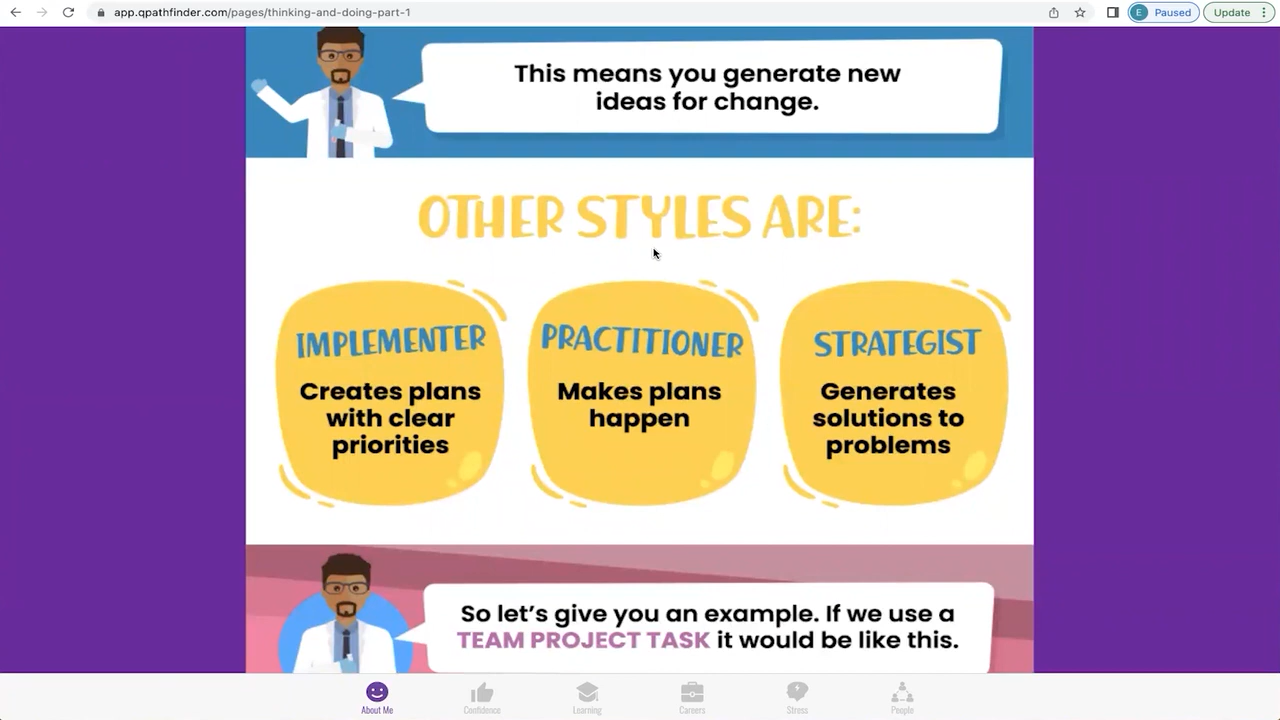 app.qpathfinder.com/pages/thinking-and-doing-part-1
E
Paused
Update
This means you generate new
ideas for change.
OTHER STYLES ARE:
IMPLEMENTER
Creates plans
with clear
priorities
PRACTITIONER
Makes plans
happen
STRATEGIST
Generates
solutions to
problems
So let's give you an example. If we use a
TEAM PROJECT TASK it would be like this.
About Me
Confidence
Learning
Careers
Stress
People